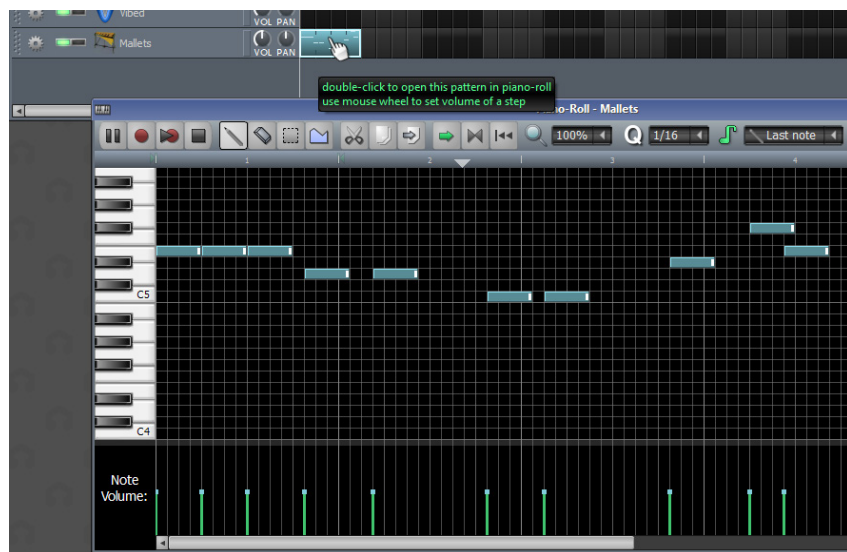 Vibed
VOL PAN
Mallets
VOL PAN
double-click to open this pattern in piano-roll
use mouse wheel to set volume of a step
no-Roll - Mallets
100%
Q
1/16
Last note
1
2
3
4
C5
C4
Note
Volume: